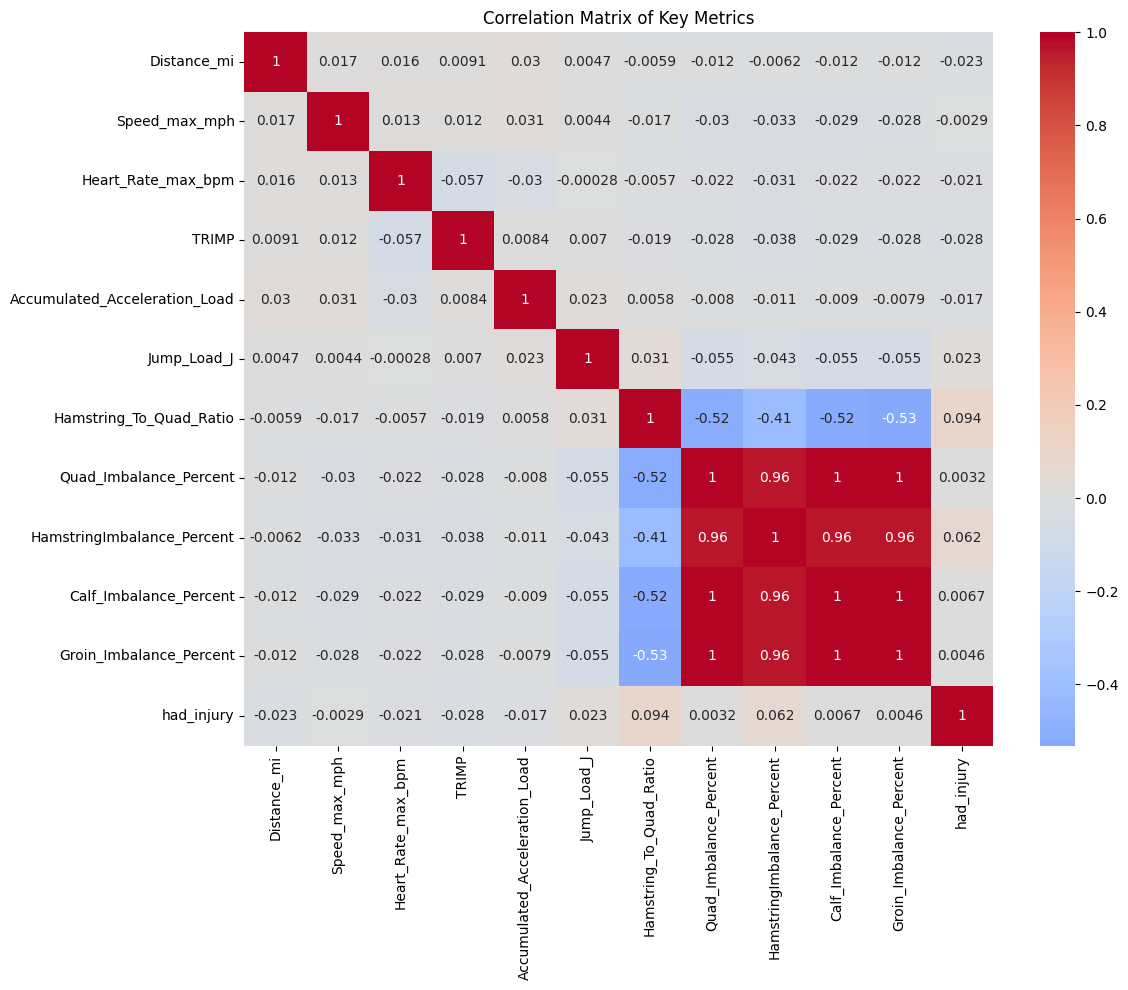 Correlation Matrix of Key Metrics
Distance_mi 1 0.017 0.016 0.0091 0.03 0.0047 -0.0059 -0.012 -0.0062 -0.012 -0.012 -0.023
Speed_max_mph 0.017 1 0.013 0.012 0.031 0.0044 -0.017 -0.03 -0.033 -0.029 -0.028 -0.0029
Heart_Rate_max_bpm 0.016 0.013 1 -0.057 -0.03 -0.00028 -0.0057 -0.022 -0.031 -0.022 -0.022 -0.021
TRIMP 0.0091 0.012 -0.057 1 0.0084 0.007 -0.019 -0.028 -0.038 -0.029 -0.028 -0.028
Accumulated_Acceleration_Load 0.03 0.031 -0.03 0.0084 1 0.023 0.0058 -0.008 -0.011 -0.009 -0.0079 -0.017
Jump_Load_J 0.0047 0.0044 -0.00028 0.007 0.023 1 0.031 -0.055 -0.043 -0.055 -0.055 0.023
Hamstring_To_Quad_Ratio -0.0059 -0.017 -0.0057 -0.019 0.0058 0.031 1 -0.52 -0.41 -0.52 -0.53 0.094
Quad_Imbalance_Percent -0.012 -0.03 -0.022 -0.028 -0.008 -0.055 -0.52 1 0.96 1 1 0.0032
HamstringImbalance_Percent -0.0062 -0.033 -0.031 -0.038 -0.011 -0.043 -0.41 0.96 1 0.96 0.96 0.062
Calf_Imbalance_Percent -0.012 -0.029 -0.022 -0.029 -0.009 -0.055 -0.52 1 0.96 1 1 0.0067
Groin_Imbalance_Percent -0.012 -0.028 -0.022 -0.028 -0.0079 -0.055 -0.53 1 0.96 1 1 0.0046
had_injury -0.023 -0.0029 -0.021 -0.028 -0.017 0.023 0.094 0.0032 0.062 0.0067 0.0046 1
Distance_mi
Speed_max_mph
Heart_Rate_max_bpm
TRIMP
Accumulated_Acceleration_Load
Jump_Load_J
Hamstring_To_Quad_Ratio
Quad_Imbalance_Percent
HamstringImbalance_Percent
Calf_Imbalance_Percent
Groin_Imbalance_Percent
had_injury
1.0
0.8
0.6
0.4
0.2
0.0
−0.2
−0.4